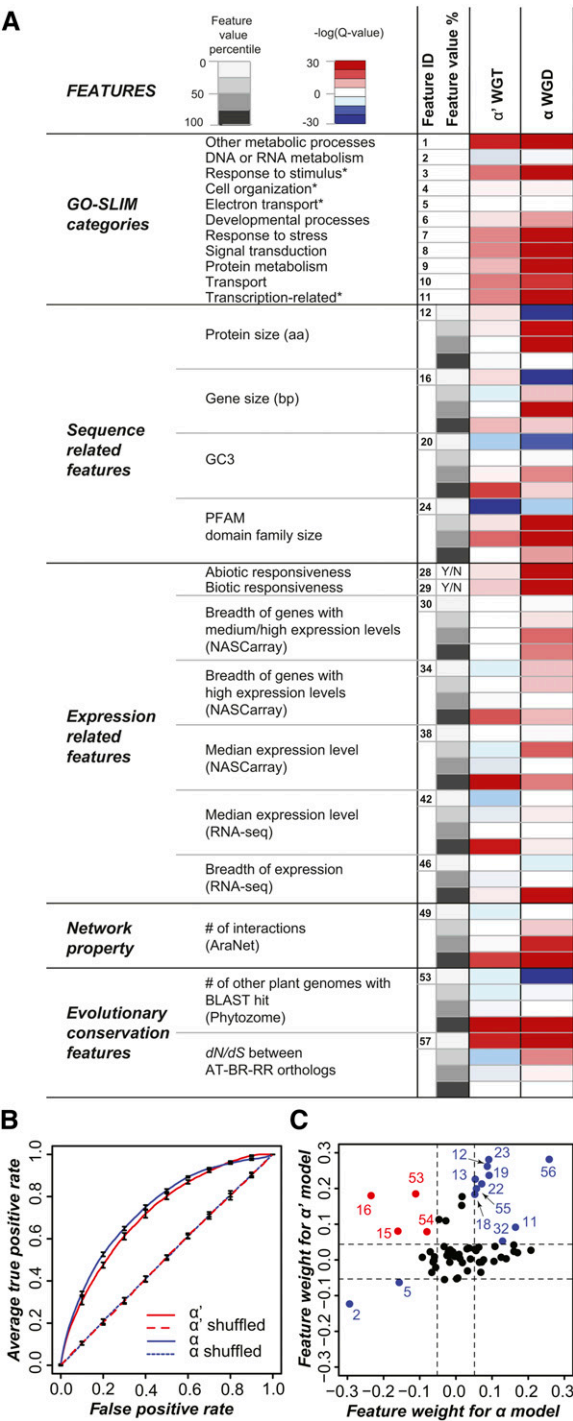 A
FEATURES
Feature
value
percentile
0
50
100
-log(Q-value)
30
0
-30
Feature ID
Feature value %
α' WGT
α WGD
GO-SLIM
categories
Other metabolic processes 1
DNA or RNA metabolism 2
Response to stimulus* 3
Cell organization* 4
Electron transport* 5
Developmental processes 6
Response to stress 7
Signal transduction 8
Protein metabolism 9
Transport 10
Transcription-related* 11
Sequence
related
features
Protein size (aa) 12
Gene size (bp) 16
GC3 20
PFAM
domain family size 24
Expression
related
features
Abiotic responsiveness 28 Y/N
Biotic responsiveness 29 Y/N
Breadth of genes with 30
medium/high expression levels
(NASCarray)
Breadth of genes with 34
high expression levels
(NASCarray)
Median expression level 38
(NASCarray)
Median expression level 42
(RNA-seq)
Breadth of expression 46
(RNA-seq)
Network
property
# of interactions 49
(AraNet)
Evolutionary
conservation
features
# of other plant genomes with 53
BLAST hit
(Phytozome)
dN/dS between 57
AT-BR-RR orthologs
B
Average true positive rate
1.0
0.8
0.6
0.4
0.2
0.0
α'
α' shuffled
α
α shuffled
0.0 0.2 0.4 0.6 0.8 1.0
False positive rate
C
Feature weight for α' model
0.3
0.2
0.1
0.0
−0.1
−0.2
−0.3
12 23
13 19 56
16 53 22
55
18
15 54 32 11
5
2
−0.3 −0.2 −0.1 0.0 0.1 0.2 0.3
Feature weight for α model